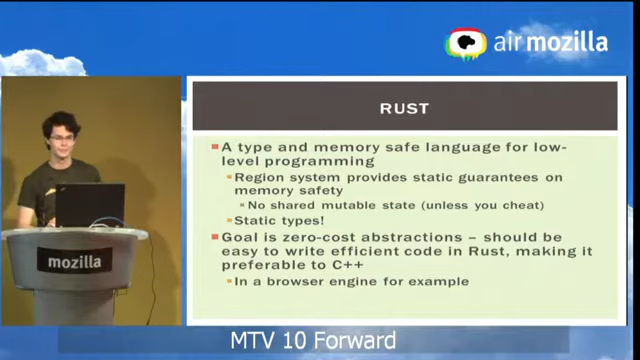 air mozilla
RUST
A type and memory safe language for low-
level programming
Region system provides static guarantees on
memory safety
No shared mutable state (unless you cheat)
Static types!
Goal is zero-cost abstractions – should be
easy to write efficient code in Rust, making it
preferable to C++
In a browser engine for example
mozilla
MTV 10 Forward